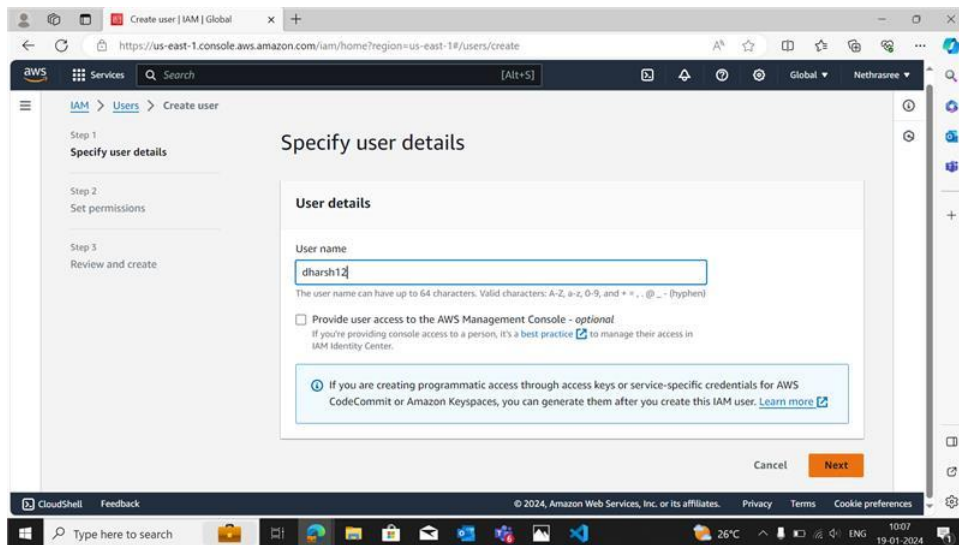 Create user | IAM | Global
https://us-east-1.console.aws.amazon.com/iam/home?region=us-east-1#/users/create
aws Services Search [Alt+S] Global Nethrasree
IAM > Users > Create user
Step 1
Specify user details
Step 2
Set permissions
Step 3
Review and create
Specify user details
User details
User name
dharsh12
The user name can have up to 64 characters. Valid characters: A-Z, a-z, 0-9, and + = , . @ _ - (hyphen)
Provide user access to the AWS Management Console - optional
If you're providing console access to a person, it's a best practice to manage their access in
IAM Identity Center.
If you are creating programmatic access through access keys or service-specific credentials for AWS
CodeCommit or Amazon Keyspaces, you can generate them after you create this IAM user. Learn more
Cancel Next
CloudShell Feedback © 2024, Amazon Web Services, Inc. or its affiliates. Privacy Terms Cookie preferences
Type here to search 26°C ENG 10:07
19-01-2024